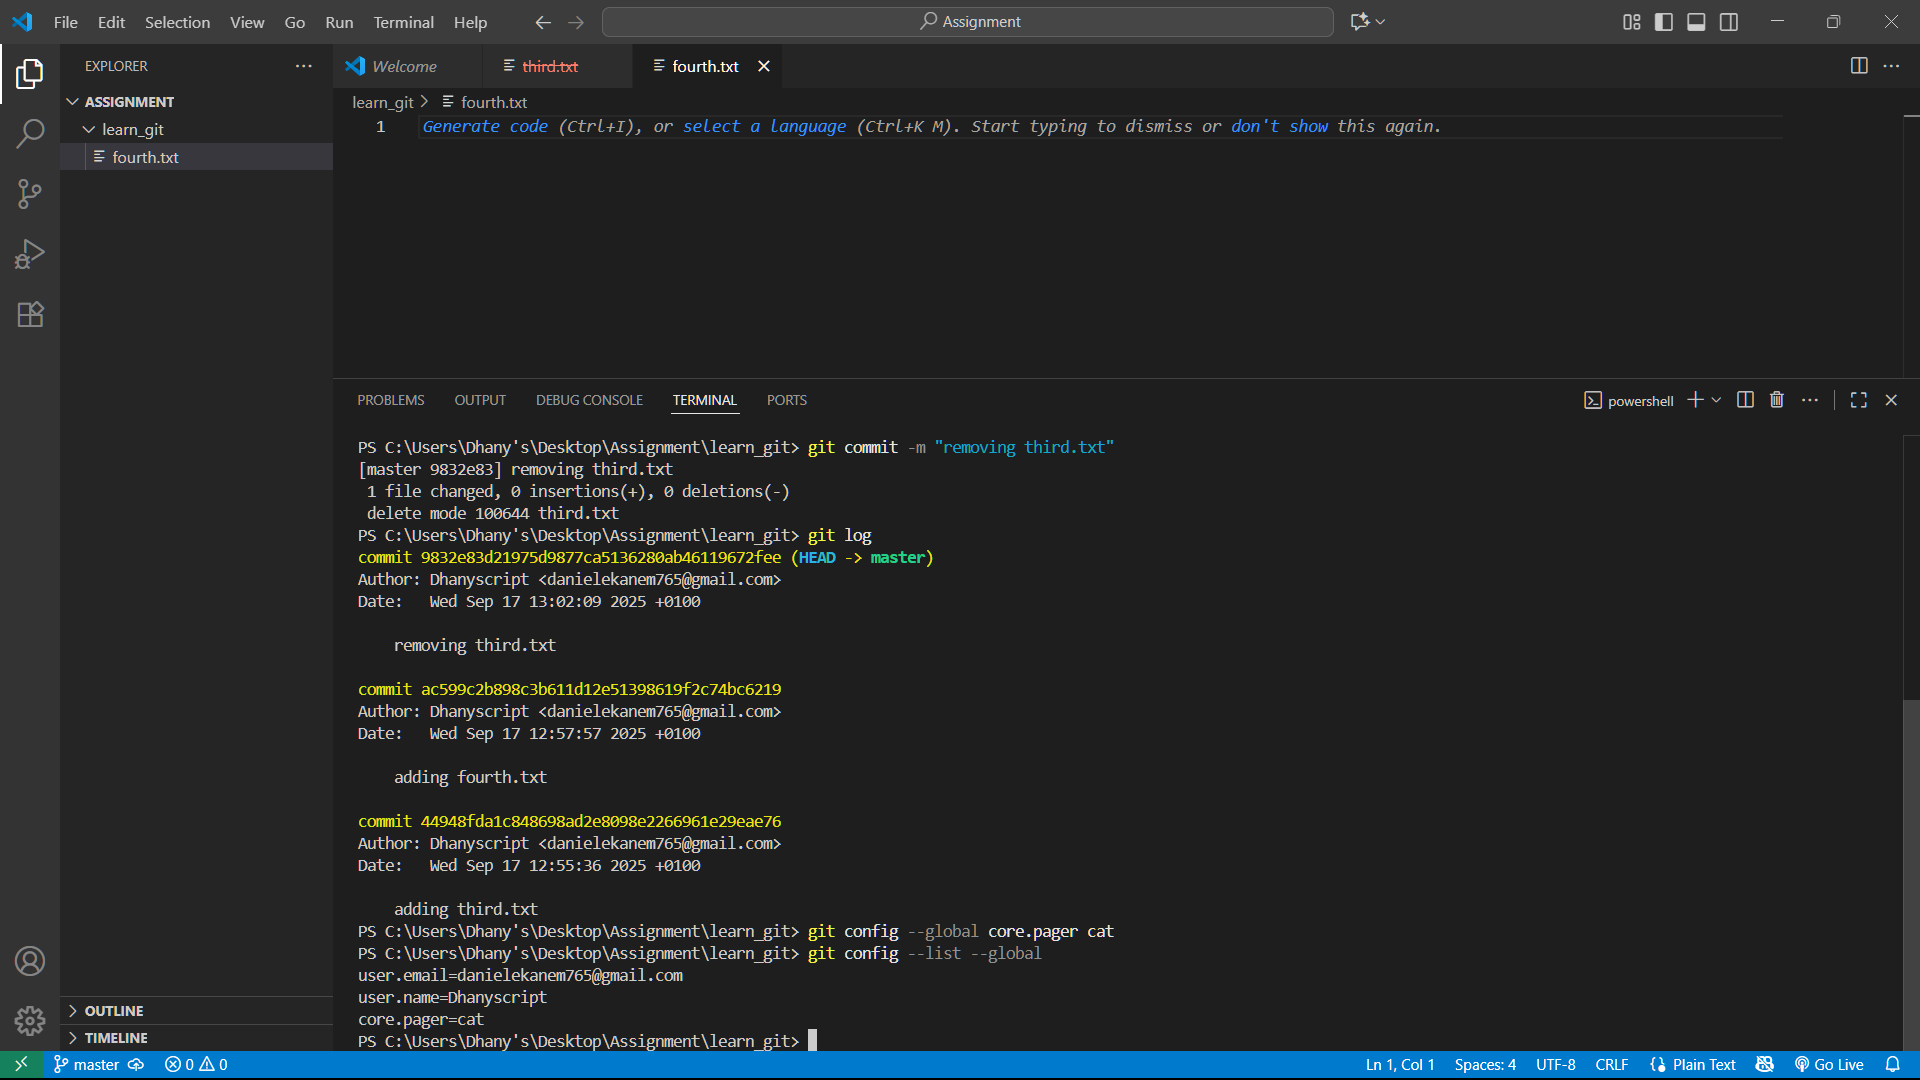 File Edit Selection View Go Run Terminal Help
Assignment
EXPLORER
ASSIGNMENT
learn_git
fourth.txt
OUTLINE
TIMELINE
Welcome
third.txt
fourth.txt
learn_git > fourth.txt
1 Generate code (Ctrl+I), or select a language (Ctrl+K M). Start typing to dismiss or don't show this again.
PROBLEMS OUTPUT DEBUG CONSOLE TERMINAL PORTS
powershell
PS C:\Users\Dhany's\Desktop\Assignment\learn_git> git commit -m "removing third.txt"
[master 9832e83] removing third.txt
1 file changed, 0 insertions(+), 0 deletions(-)
delete mode 100644 third.txt
PS C:\Users\Dhany's\Desktop\Assignment\learn_git> git log
commit 9832e83d21975d9877ca5136280ab46119672fee (HEAD -> master)
Author: Dhanyscript <danielekanem765@gmail.com>
Date:   Wed Sep 17 13:02:09 2025 +0100
removing third.txt
commit ac599c2b898c3b611d12e51398619f2c74bc6219
Author: Dhanyscript <danielekanem765@gmail.com>
Date:   Wed Sep 17 12:57:57 2025 +0100
adding fourth.txt
commit 44948fda1c848698ad2e8098e2266961e29eae76
Author: Dhanyscript <danielekanem765@gmail.com>
Date:   Wed Sep 17 12:55:36 2025 +0100
adding third.txt
PS C:\Users\Dhany's\Desktop\Assignment\learn_git> git config --global core.pager cat
PS C:\Users\Dhany's\Desktop\Assignment\learn_git> git config --list --global
user.email=danielekanem765@gmail.com
user.name=Dhanyscript
core.pager=cat
PS C:\Users\Dhany's\Desktop\Assignment\learn_git>
master 0 0 Ln 1, Col 1 Spaces: 4 UTF-8 CRLF {} Plain Text Go Live